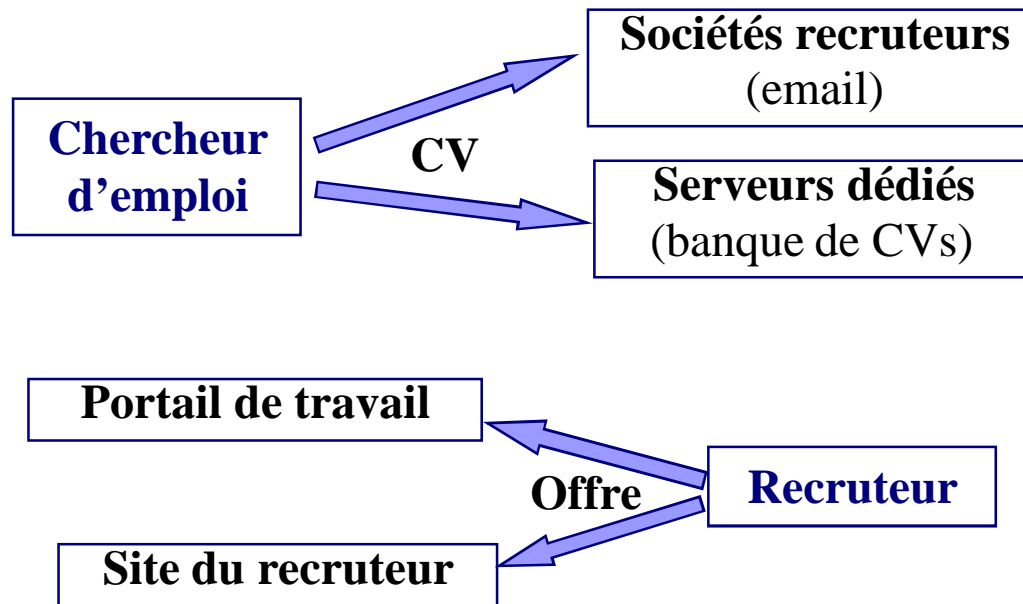 Sociétés recruteurs
(email)
Chercheur
d’emploi
CV
Serveurs dédiés
(banque de CVs)
Portail de travail
Offre
Recruteur
Site du recruteur